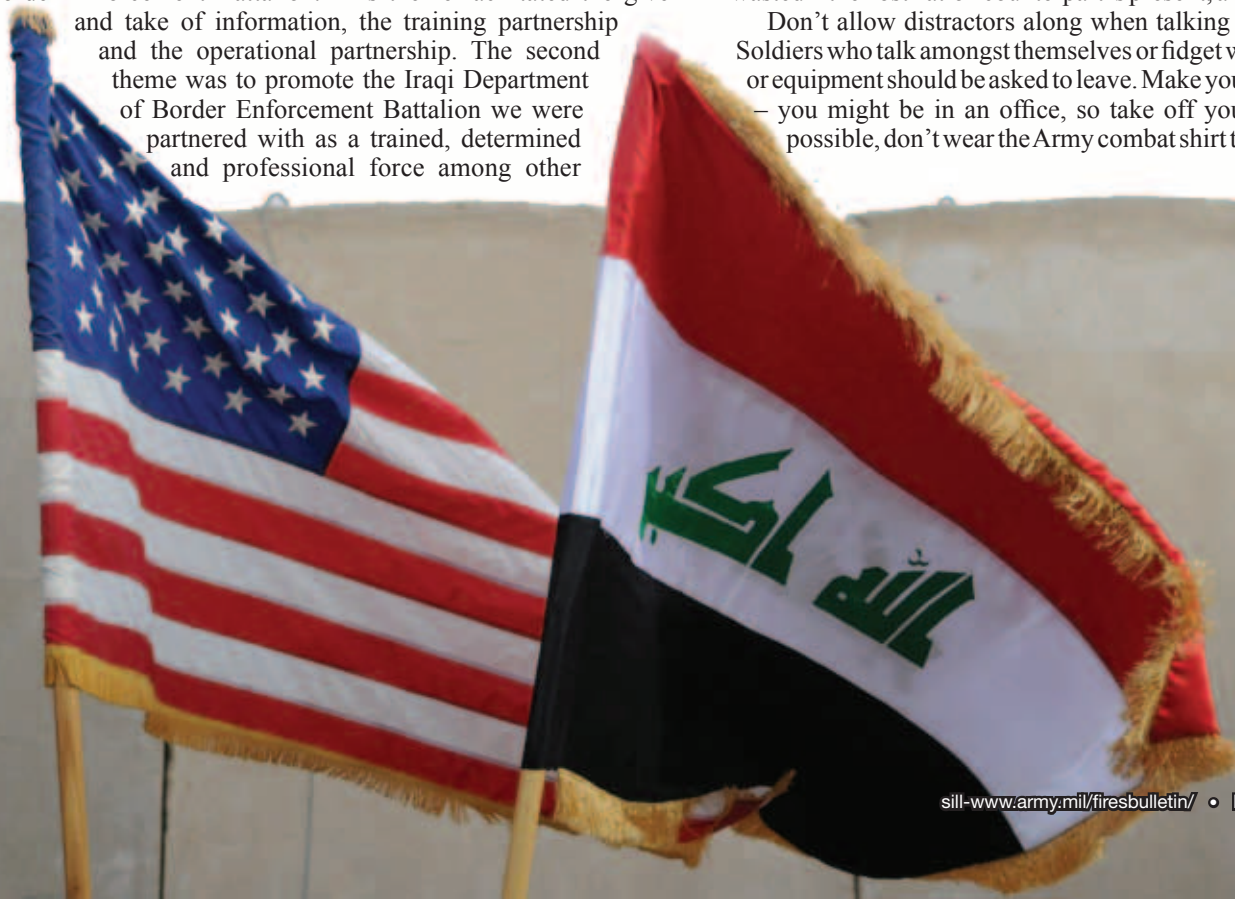 and take of information, the training partnership
and the operational partnership. The second
theme was to promote the Iraqi Department
of Border Enforcement Battalion we were
partnered with as a trained, determined
and professional force among other
Don’t allow distractors along when talking
Soldiers who talk amongst themselves or fidget
or equipment should be asked to leave. Make
– you might be in an office, so take off
possible, don’t wear the Army combat shirt
الله اكبر
sill-www.army.mil/firesbulletin/ •